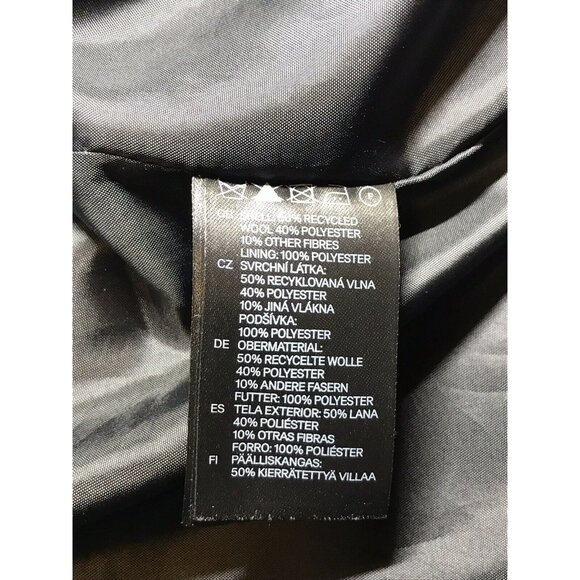 GB SHELL: 50% RECYCLED
WOOL 40% POLYESTER
10% OTHER FIBRES
LINING: 100% POLYESTER
CZ SVRCHNÍ LÁTKA:
50% RECYKLOVANÁ VLNA
40% POLYESTER
10% JINÁ VLÁKNA
PODŠÍVKA:
100% POLYESTER
DE OBERMATERIAL:
50% RECYCELTE WOLLE
40% POLYESTER
10% ANDERE FASERN
FUTTER: 100% POLYESTER
ES TELA EXTERIOR: 50% LANA
40% POLIÉSTER
10% OTRAS FIBRAS
FORRO: 100% POLIÉSTER
FI PÄÄLLISKANGAS:
50% KIERRÄTETTYÄ VILLAA